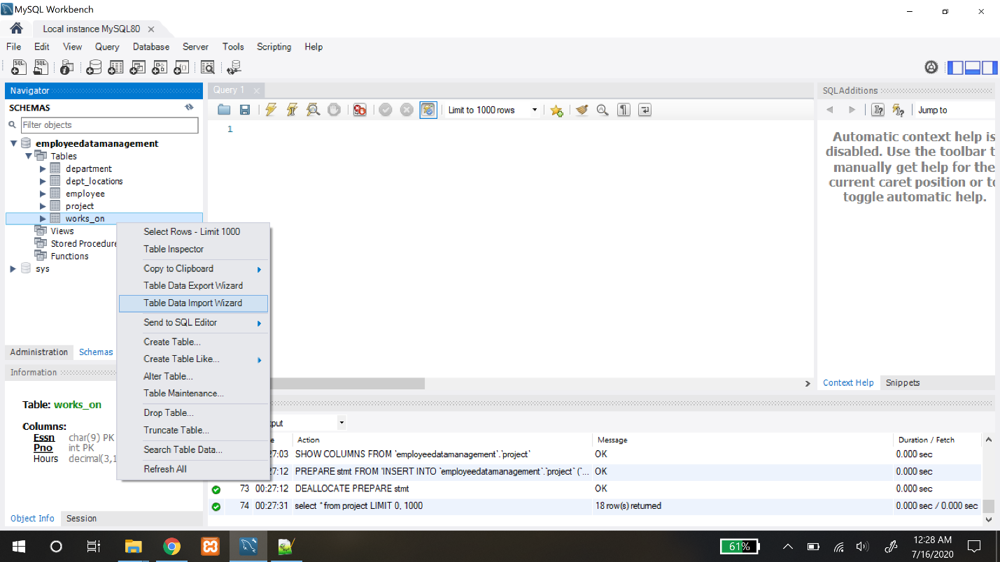 MySQL Workbench
Local instance MySQL80
File Edit View Query Database Server Tools Scripting Help
Navigator
SCHEMAS
Filter objects
employeedatamanagement
Tables
department
dept_locations
employee
project
works_on
Views
Stored Procedure
Functions
sys
Administration Schemas
Information
Table: works_on
Columns:
Essn char(9) PK
Pno int PK
Hours decimal(3,1
Object Info Session
Select Rows - Limit 1000
Table Inspector
Copy to Clipboard
Table Data Export Wizard
Table Data Import Wizard
Send to SQL Editor
Create Table...
Create Table Like...
Alter Table...
Table Maintenance...
Drop Table...
Truncate Table...
Search Table Data...
Refresh All
Query 1
Limit to 1000 rows
1
SQLAdditions
Jump to
Automatic context help is
disabled. Use the toolbar t
manually get help for the
current caret position or to
toggle automatic help.
Context Help Snippets
Action Message Duration / Fetch
:27:03 SHOW COLUMNS FROM `employeedatamanagement`.`project` OK 0.000 sec
:27:12 PREPARE stmt FROM 'INSERT INTO `employeedatamanagement`.`project` (`... OK 0.000 sec
73 00:27:12 DEALLOCATE PREPARE stmt OK 0.000 sec
74 00:27:31 select * from project LIMIT 0, 1000 18 row(s) returned 0.000 sec / 0.000 sec
61%
12:28 AM
7/16/2020